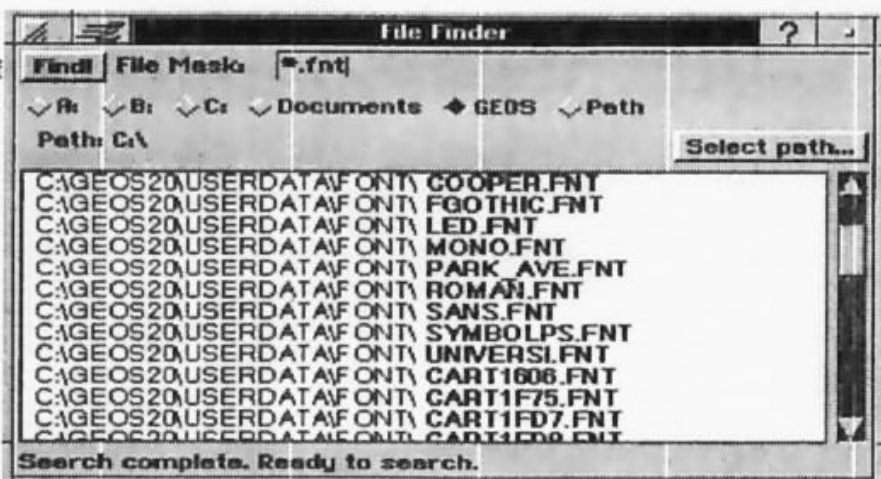 File Finder ?
Find! File Mask: *.fnt
A: B: C: Documents GEOS Path
Path: C:\
Select path...
C:\GEOS20\USERDATA\FONT\ COOPER.FNT
C:\GEOS20\USERDATA\FONT\ FGOTHIC.FNT
C:\GEOS20\USERDATA\FONT\ LED.FNT
C:\GEOS20\USERDATA\FONT\ MONO.FNT
C:\GEOS20\USERDATA\FONT\ PARK_AVE.FNT
C:\GEOS20\USERDATA\FONT\ ROMAN.FNT
C:\GEOS20\USERDATA\FONT\ SANS.FNT
C:\GEOS20\USERDATA\FONT\ SYMBOLPS.FNT
C:\GEOS20\USERDATA\FONT\ UNIVERSI.FNT
C:\GEOS20\USERDATA\FONT\ CART1606.FNT
C:\GEOS20\USERDATA\FONT\ CART1F75.FNT
C:\GEOS20\USERDATA\FONT\ CART1FD7.FNT
C:\GEOS20\USERDATA\FONT\
Search complete. Ready to search.